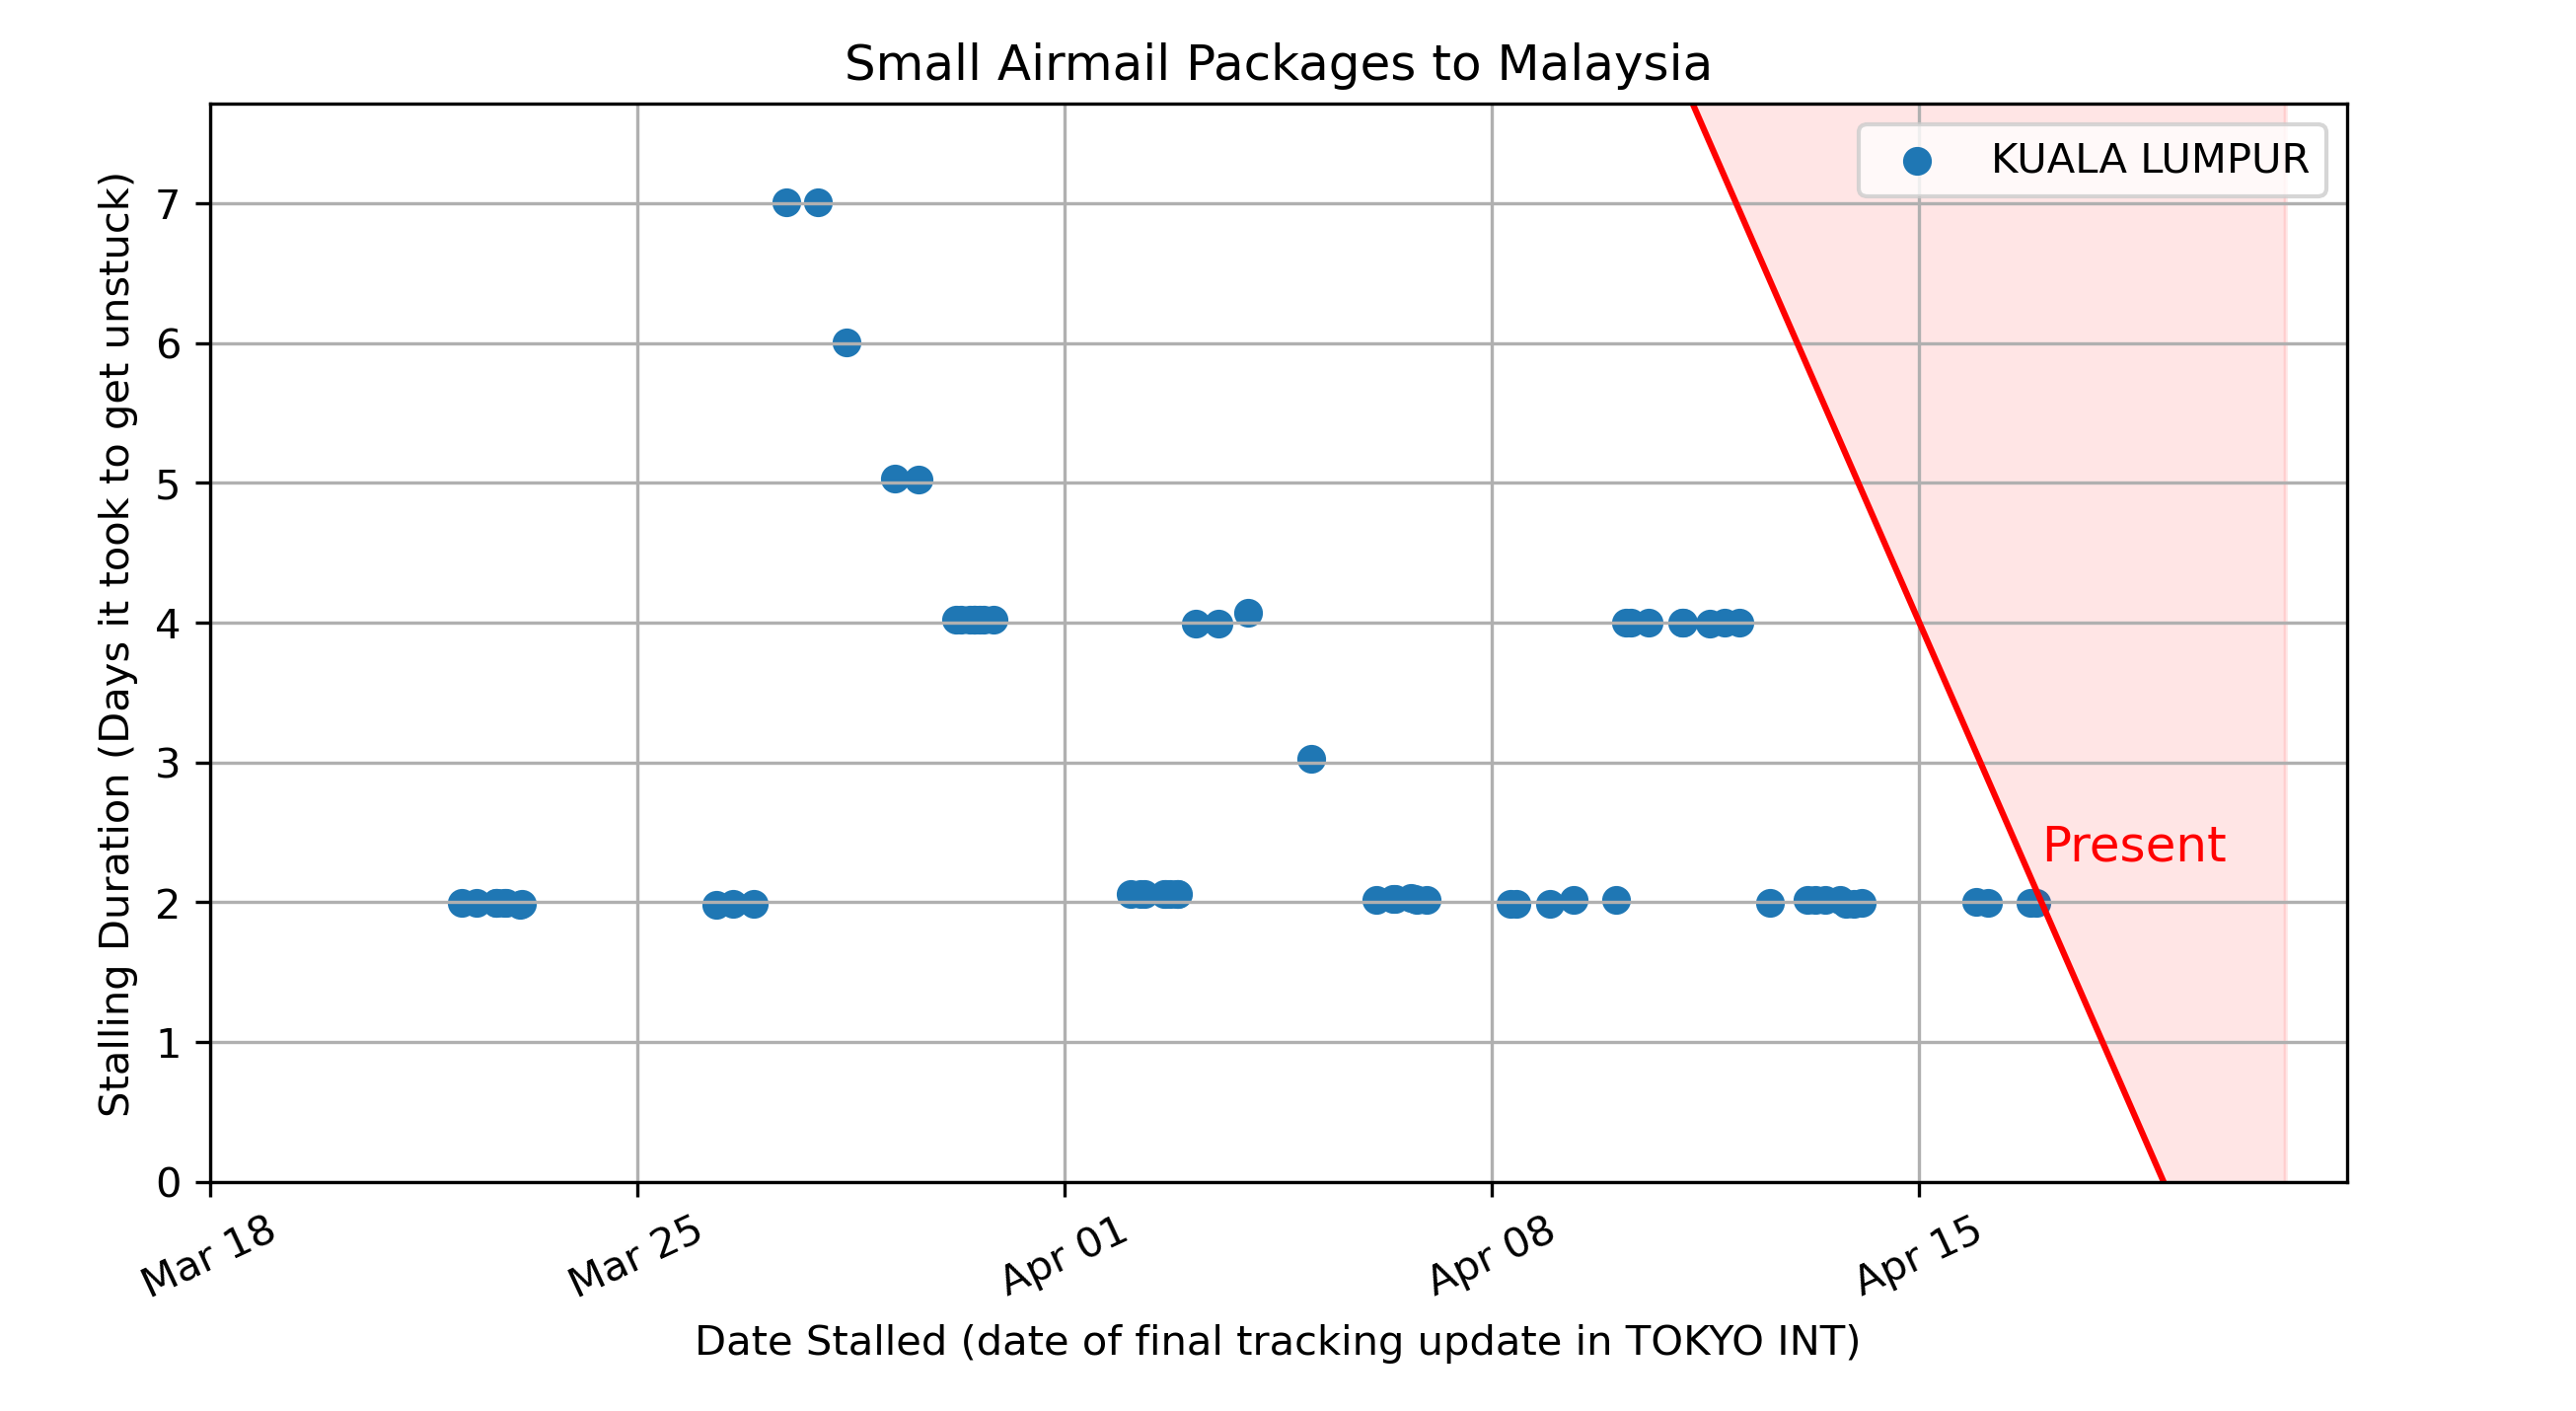 Small Airmail Packages to Malaysia
KUALA LUMPUR
Stalling Duration (Days it took to get unstuck)
7
6
5
4
3
2
1
0
Present
Mar 18
Mar 25
Apr 01
Apr 08
Apr 15
Date Stalled (date of final tracking update in TOKYO INT)